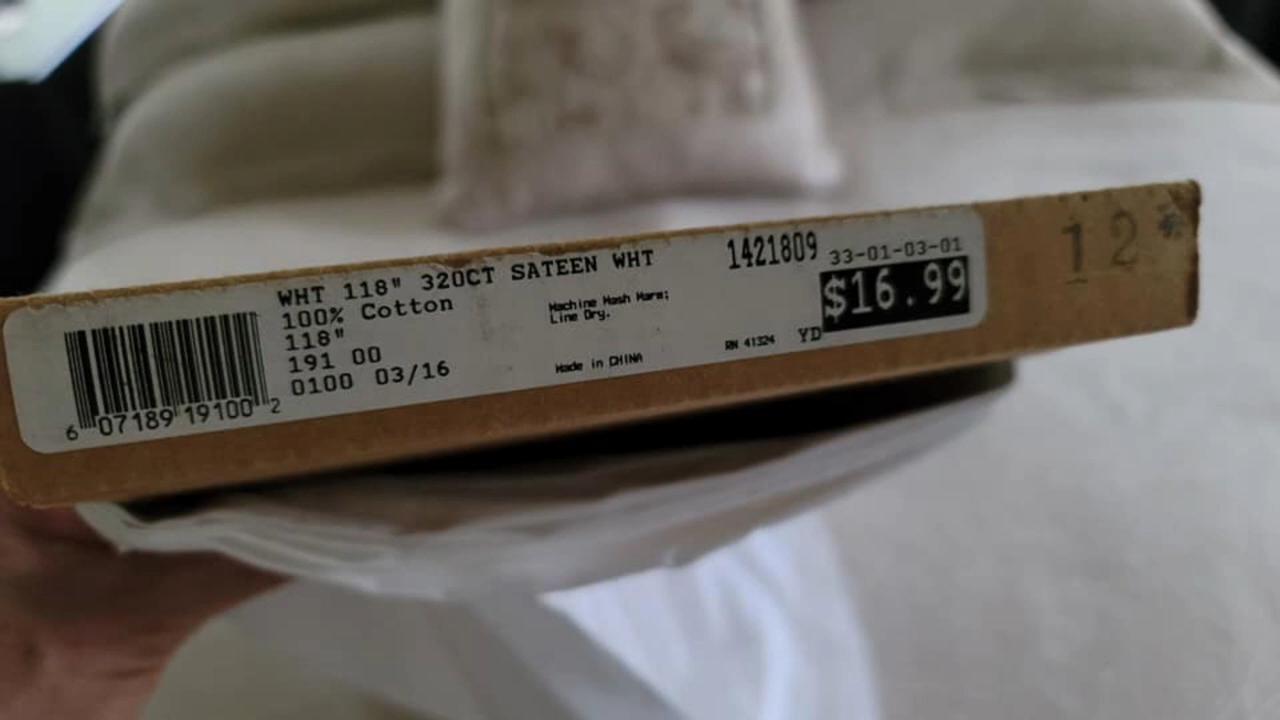 WHT 118" 320CT SATEEN WHT
100% Cotton
118"
191 00
0100 03/16
Machine Wash Warm;
Line Dry.
Made in CHINA
1421809
33-01-03-01
$16.99
RN 41324
YD
6 07189 19100 2
12*